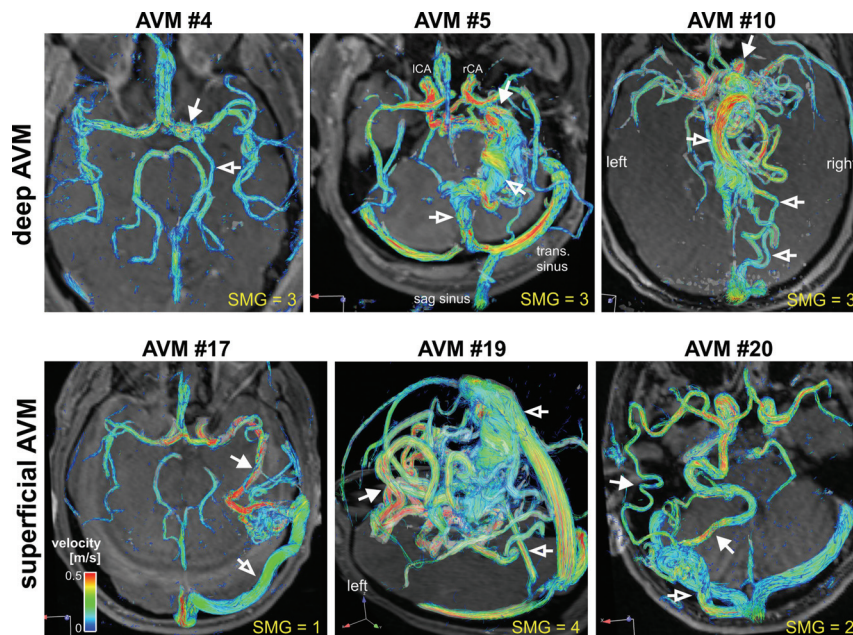 AVM #4
AVM #5
AVM #10
deep AVM
lCA
rCA
left
right
trans.
sinus
sag sinus
SMG = 3
SMG = 3
SMG = 3
AVM #17
AVM #19
AVM #20
superficial AVM
velocity
[m/s]
0.5
0
left
SMG = 1
SMG = 4
SMG = 2